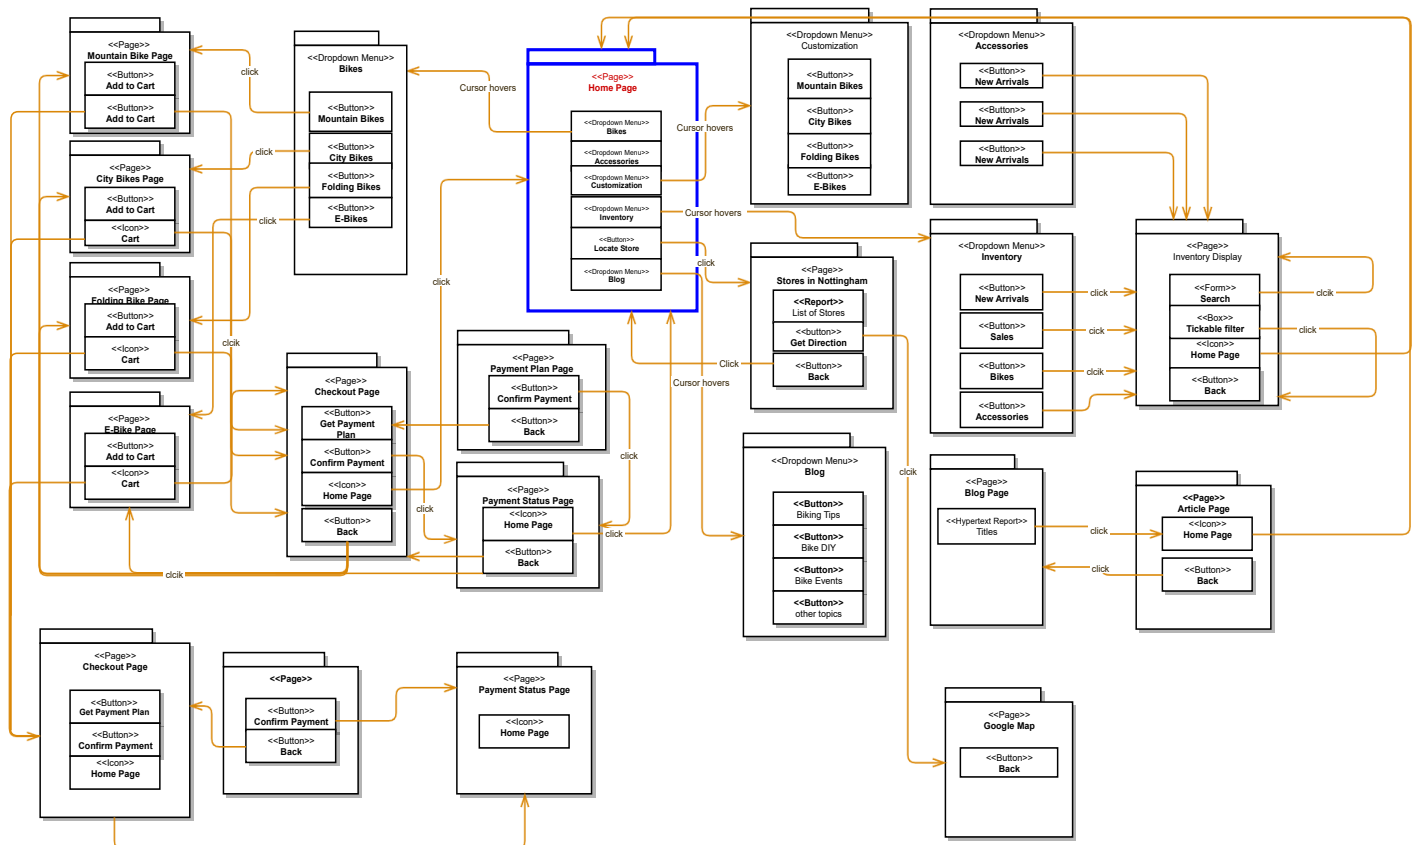 <<Page>>
Mountain Bike Page
<<Button>>
Add to Cart
<<Button>>
Add to Cart
<<Page>>
City Bikes Page
<<Button>>
Add to Cart
<<Icon>>
Cart
<<Page>>
Folding Bike Page
<<Button>>
Add to Cart
<<Icon>>
Cart
<<Page>>
E-Bike Page
<<Button>>
Add to Cart
<<Icon>>
Cart
click
click
click
clcik
clcik
<<Dropdown Menu>>
Bikes
<<Button>>
Mountain Bikes
<<Button>>
City Bikes
<<Button>>
Folding Bikes
<<Button>>
E-Bikes
Cursor hovers
<<Page>>
Home Page
<<Dropdown Menu>>
Bikes
<<Dropdown Menu>>
Accessories
<<Dropdown Menu>>
Customization
<<Dropdown Menu>>
Inventory
<<Button>>
Locate Store
<<Dropdown Menu>>
Blog
Cursor hovers
Cursor hovers
click
Click
Cursor hovers
<<Dropdown Menu>>
Customization
<<Button>>
Mountain Bikes
<<Button>>
City Bikes
<<Button>>
Folding Bikes
<<Button>>
E-Bikes
<<Dropdown Menu>>
Accessories
<<Button>>
New Arrivals
<<Button>>
New Arrivals
<<Button>>
New Arrivals
<<Dropdown Menu>>
Inventory
<<Button>>
New Arrivals
<<Button>>
Sales
<<Button>>
Bikes
<<Button>>
Accessories
click
cick
clcik
<<Page>>
Inventory Display
<<Form>>
Search
<<Box>>
Tickable filter
<<Icon>>
Home Page
<<Button>>
Back
clcik
click
<<Page>>
Stores in Nottingham
<<Report>>
List of Stores
<<button>>
Get Direction
<<Button>>
Back
clcik
<<Page>>
Checkout Page
<<Button>>
Get Payment
Plan
<<Button>>
Confirm Payment
<<Icon>>
Home Page
<<Button>>
Back
click
click
<<Page>>
Payment Plan Page
<<Button>>
Confirm Payment
<<Button>>
Back
click
<<Page>>
Payment Status Page
<<Icon>>
Home Page
<<Button>>
Back
click
<<Dropdown Menu>>
Blog
<<Button>>
Biking Tips
<<Button>>
Bike DIY
<<Button>>
Bike Events
<<Button>>
other topics
<<Page>>
Blog Page
<<Hypertext Report>>
Titles
click
click
<<Page>>
Article Page
<<Icon>>
Home Page
<<Button>>
Back
<<Page>>
Checkout Page
<<Button>>
Get Payment Plan
<<Button>>
Confirm Payment
<<Icon>>
Home Page
<<Page>>
<<Button>>
Confirm Payment
<<Button>>
Back
<<Page>>
Payment Status Page
<<Icon>>
Home Page
<<Page>>
Google Map
<<Button>>
Back